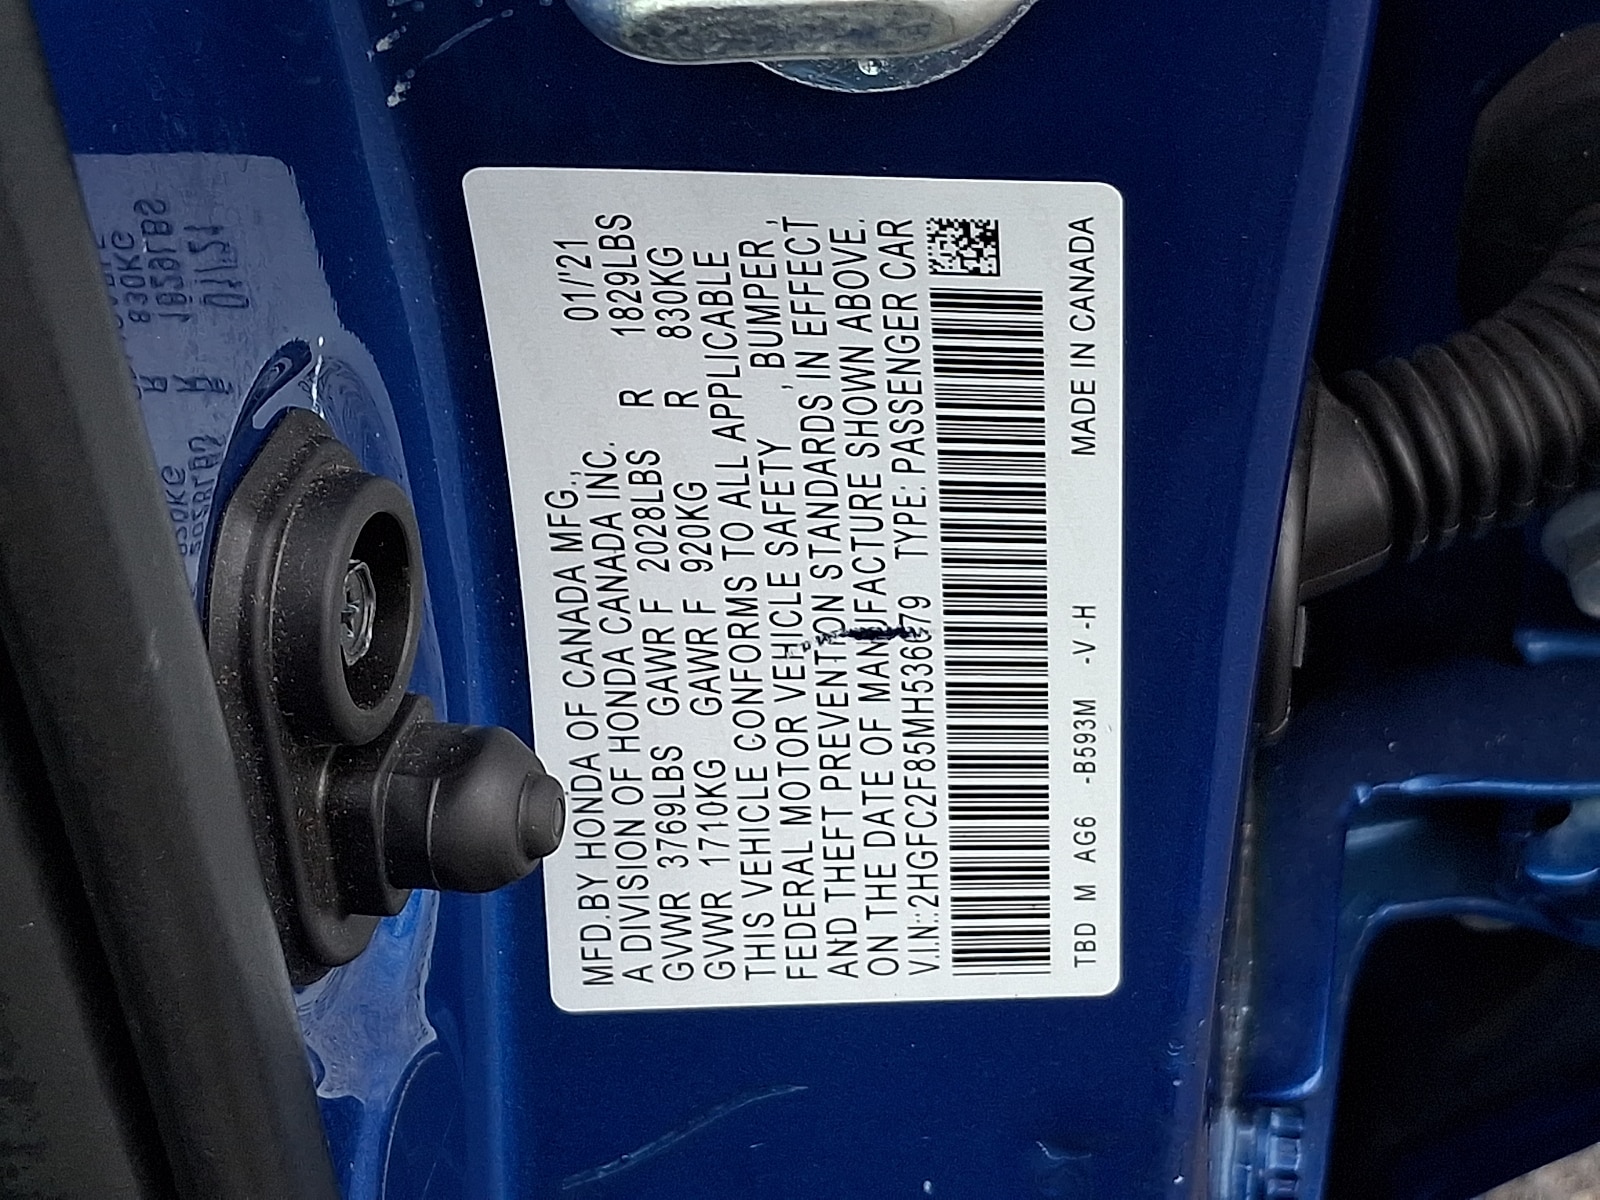 MFD.BY HONDA OF CANADA MFG., 01/'21
A DIVISION OF HONDA CANADA INC.
GVWR 3769LBS GAWR F 2028LBS R 1829LBS
GVWR 1710KG GAWR F 920KG R 830KG
THIS VEHICLE CONFORMS TO ALL APPLICABLE
FEDERAL MOTOR VEHICLE SAFETY , BUMPER,
AND THEFT PREVENTION STANDARDS IN EFFECT
ON THE DATE OF MANUFACTURE SHOWN ABOVE.
V.I.N.: TYPE: PASSENGER CAR
TBD M AG6 -B593M -V -H MADE IN CANADA